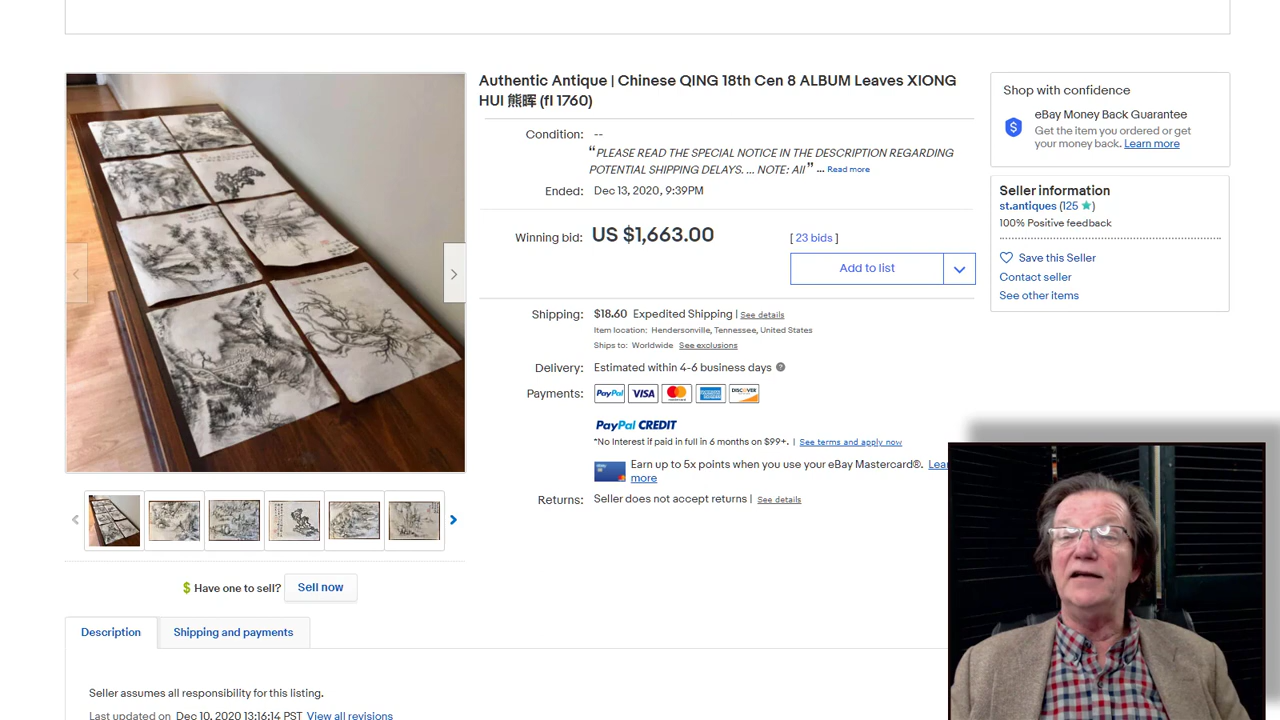 Authentic Antique | Chinese QING 18th Cen 8 ALBUM Leaves XIONG
HUI 熊晖 (fl 1760)
Condition: --
“PLEASE READ THE SPECIAL NOTICE IN THE DESCRIPTION REGARDING
POTENTIAL SHIPPING DELAYS. ... NOTE: All ” ... Read more
Ended: Dec 13, 2020, 9:39PM
Winning bid: US $1,663.00 [ 23 bids ]
Add to list
Shipping: $18.60 Expedited Shipping | See details
Item location: Hendersonville, Tennessee, United States
Ships to: Worldwide See exclusions
Delivery: Estimated within 4-6 business days
Payments: PayPal VISA MasterCard AMERICAN EXPRESS DISCOVER
PayPal CREDIT
*No Interest if paid in full in 6 months on $99+. | See terms and apply now
Earn up to 5x points when you use your eBay Mastercard®.
more
Returns: Seller does not accept returns | See details
Shop with confidence
eBay Money Back Guarantee
Get the item you ordered or get
your money back. Learn more
Seller information
st.antiques (125 )
100% Positive feedback
Save this Seller
Contact seller
See other items
$ Have one to sell? Sell now
Description
Shipping and payments
Seller assumes all responsibility for this listing.
Last updated on Dec 10, 2020 13:16:14 PST View all revisions